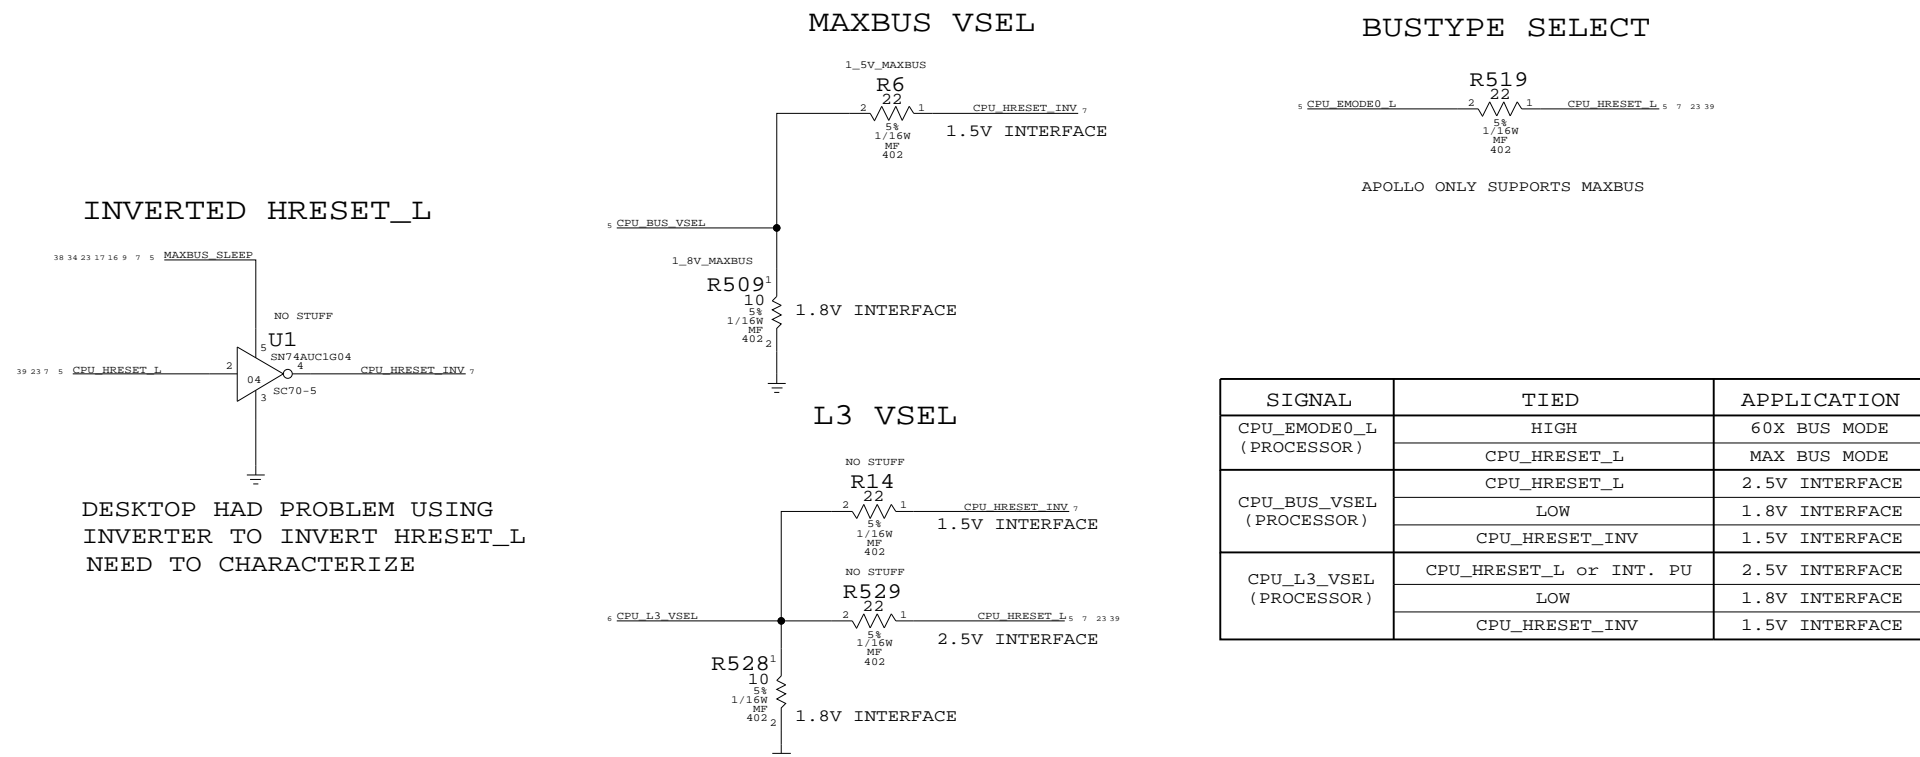 MAXBUS VSEL
1_5V_MAXBUS
R6
22
2 1 CPU_HRESET_INV 7
5%
1/16W
MF
402
1.5V INTERFACE
5 CPU_BUS_VSEL
1_8V_MAXBUS
R509 1
10
5%
1/16W
MF
402 2
1.8V INTERFACE
BUSTYPE SELECT
R519
22
5 CPU_EMODE0_L 2 1 CPU_HRESET_L 5 7 23 39
5%
1/16W
MF
402
APOLLO ONLY SUPPORTS MAXBUS
INVERTED HRESET_L
38 34 23 17 16 9 7 5 MAXBUS_SLEEP
NO STUFF
5 U1
SN74AUC1G04
39 23 7 5 CPU_HRESET_L 2 04 4 CPU_HRESET_INV 7
3 SC70-5
DESKTOP HAD PROBLEM USING
INVERTER TO INVERT HRESET_L
NEED TO CHARACTERIZE
L3 VSEL
NO STUFF
R14
22
2 1 CPU_HRESET_INV 7
5%
1/16W
MF
402
1.5V INTERFACE
NO STUFF
R529
22
6 CPU_L3_VSEL 2 1 CPU_HRESET_L 5 7 23 39
5%
1/16W
MF
402
2.5V INTERFACE
R528 1
10
5%
1/16W
MF
402 2
1.8V INTERFACE
SIGNAL TIED APPLICATION
CPU_EMODE0_L HIGH 60X BUS MODE
(PROCESSOR) CPU_HRESET_L MAX BUS MODE
CPU_HRESET_L 2.5V INTERFACE
CPU_BUS_VSEL LOW 1.8V INTERFACE
(PROCESSOR) CPU_HRESET_INV 1.5V INTERFACE
CPU_HRESET_L or INT. PU 2.5V INTERFACE
CPU_L3_VSEL LOW 1.8V INTERFACE
(PROCESSOR) CPU_HRESET_INV 1.5V INTERFACE